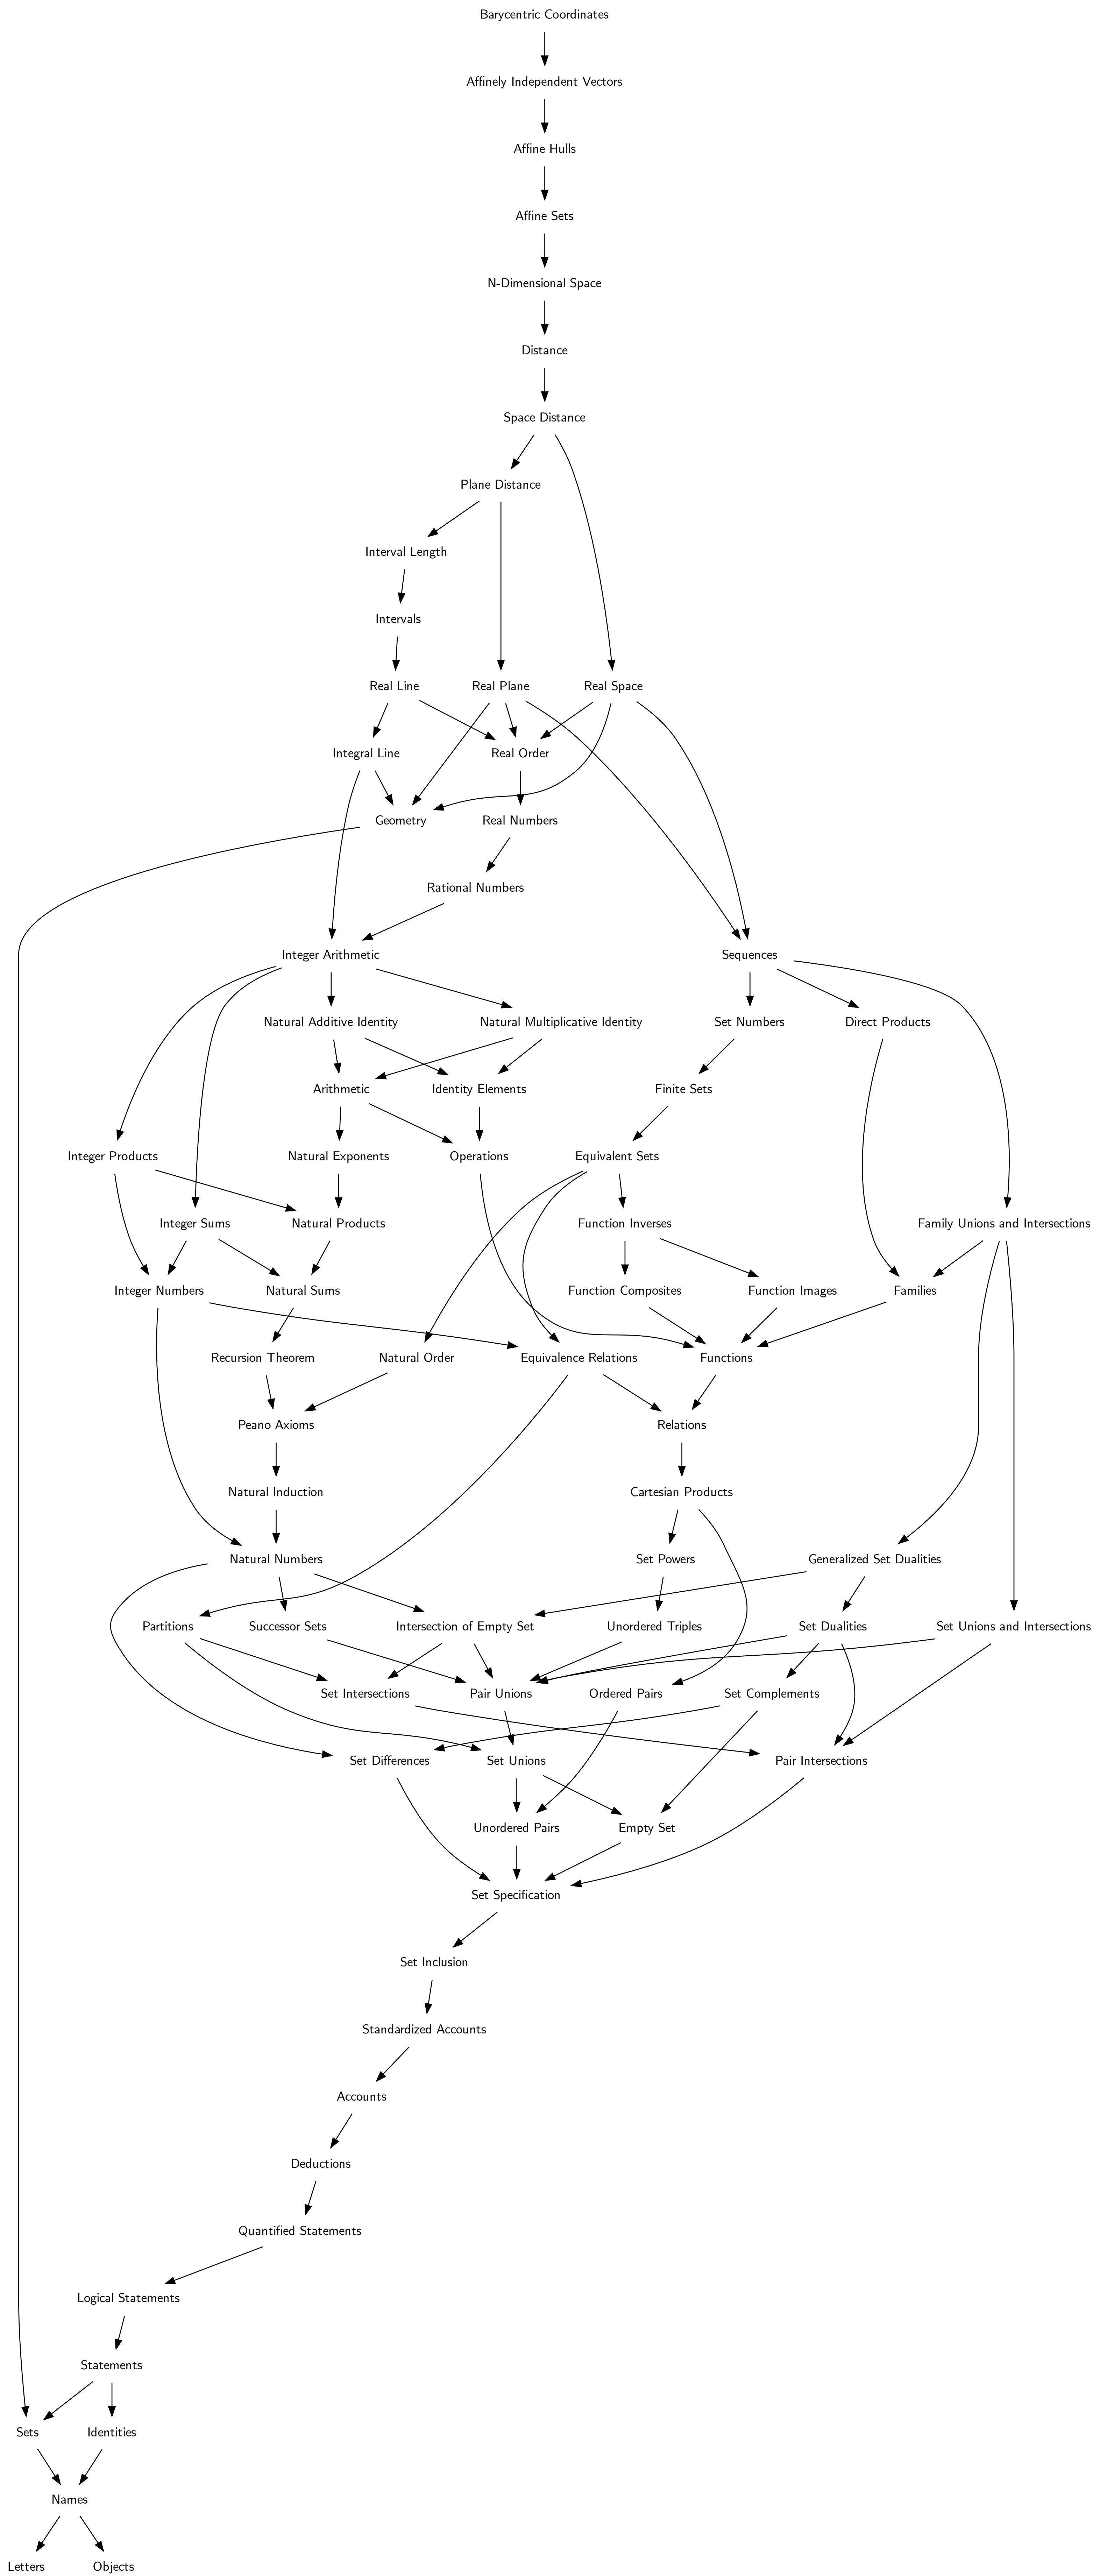 Barycentric Coordinates
Affinely Independent Vectors
Affine Hulls
Affine Sets
N-Dimensional Space
Distance
Space Distance
Plane Distance
Interval Length
Intervals
Real Line
Real Plane
Real Space
Integral Line
Real Order
Geometry
Real Numbers
Rational Numbers
Integer Arithmetic
Sequences
Natural Additive Identity
Natural Multiplicative Identity
Set Numbers
Direct Products
Arithmetic
Identity Elements
Finite Sets
Integer Products
Natural Exponents
Operations
Equivalent Sets
Integer Sums
Natural Products
Function Inverses
Family Unions and Intersections
Integer Numbers
Natural Sums
Function Composites
Function Images
Families
Recursion Theorem
Natural Order
Equivalence Relations
Functions
Peano Axioms
Relations
Natural Induction
Cartesian Products
Natural Numbers
Set Powers
Generalized Set Dualities
Partitions
Successor Sets
Intersection of Empty Set
Unordered Triples
Set Dualities
Set Unions and Intersections
Set Intersections
Pair Unions
Ordered Pairs
Set Complements
Set Differences
Set Unions
Pair Intersections
Unordered Pairs
Empty Set
Set Specification
Set Inclusion
Standardized Accounts
Accounts
Deductions
Quantified Statements
Logical Statements
Statements
Sets
Identities
Names
Letters
Objects